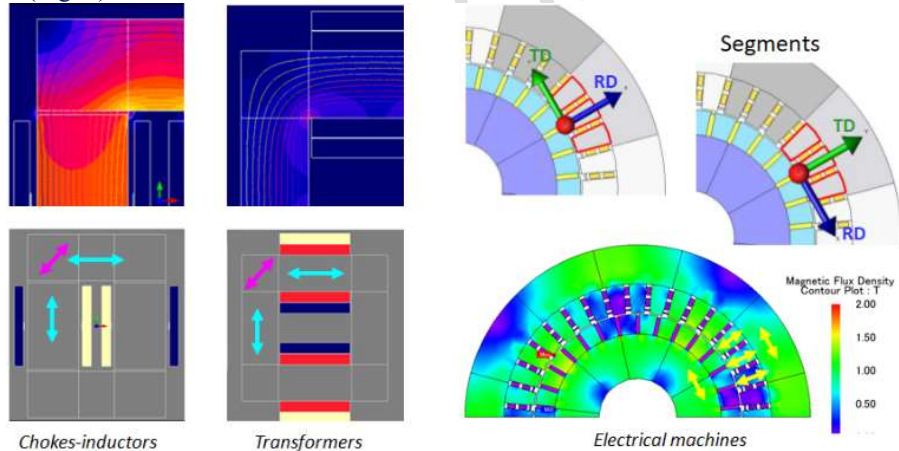 Segments
TD
RD
TD
RD
Magnetic Flux Density
Contour Plot : T
2.00
1.50
1.00
0.50
Chokes-inductors
Transformers
Electrical machines